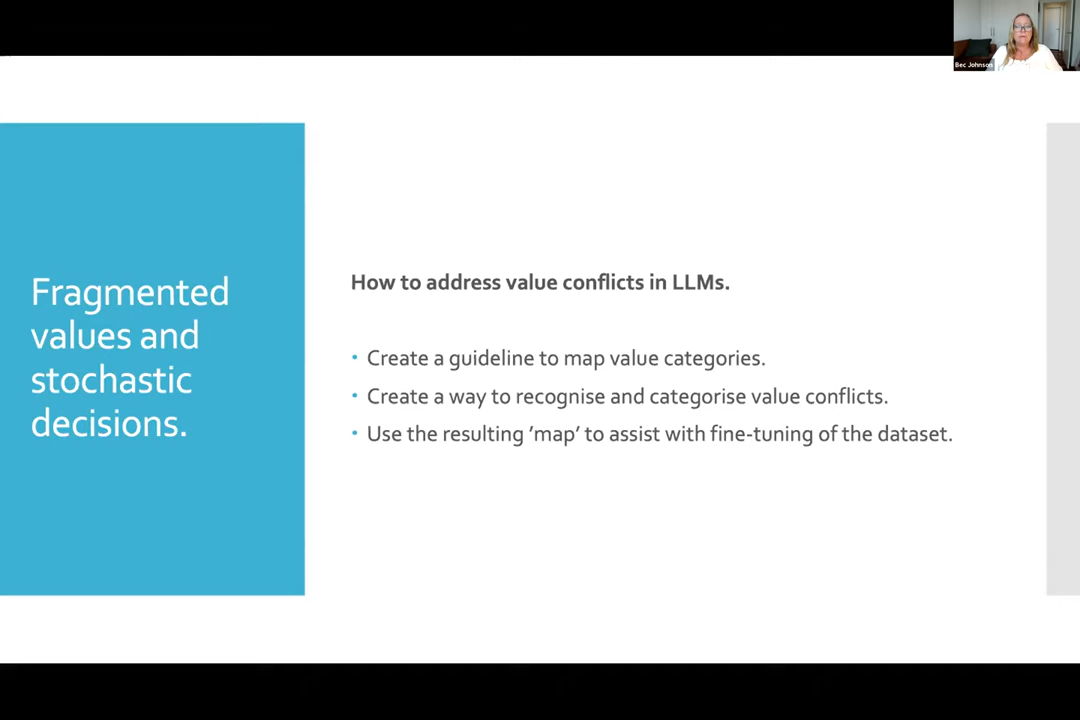 Bec Johnson
Fragmented
values and
stochastic
decisions.
How to address value conflicts in LLMs.
• Create a guideline to map value categories.
• Create a way to recognise and categorise value conflicts.
• Use the resulting ’map’ to assist with fine-tuning of the dataset.